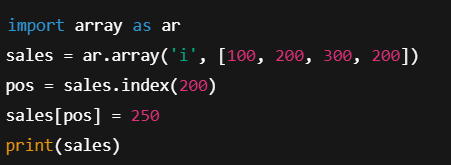 import array as ar
sales = ar.array('i', [100, 200, 300, 200])
pos = sales.index(200)
sales[pos] = 250
print(sales)